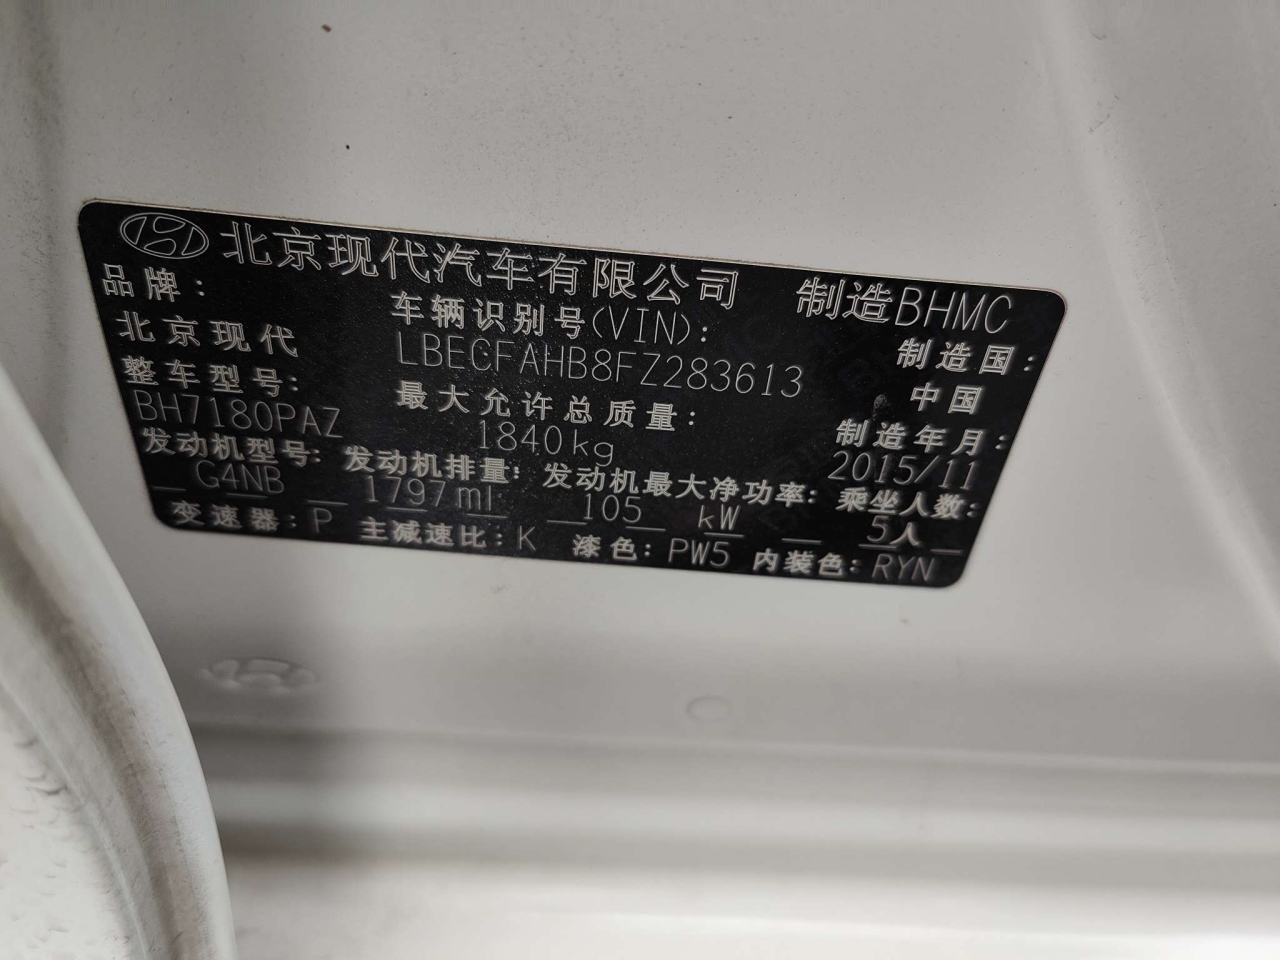 北京现代汽车有限公司 制造BHMC
品牌： 车辆识别号(VIN)： 制造国：
北京现代 LBECFAHB8FZ283613 中国
整车型号： 最大允许总质量： 制造年月：
BH7180PAZ 1840kg 2015/11
发动机型号： 发动机排量： 发动机最大净功率： 乘坐人数：
G4NB 1797ml 105 kW 5人
变速器：P 主减速比：K 漆色：PW5 内装色：RYN